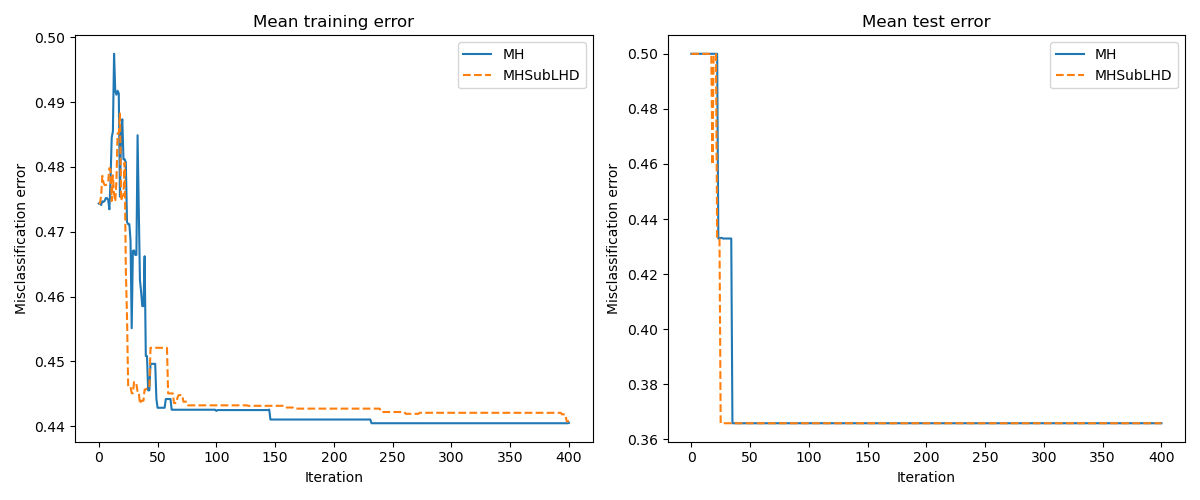 Mean training error
Misclassification error
0.50
0.49
0.48
0.47
0.46
0.45
0.44
MH
MHSubLHD
0 50 100 150 200 250 300 350 400
Iteration
Mean test error
Misclassification error
0.50
0.48
0.46
0.44
0.42
0.40
0.38
0.36
MH
MHSubLHD
0 50 100 150 200 250 300 350 400
Iteration